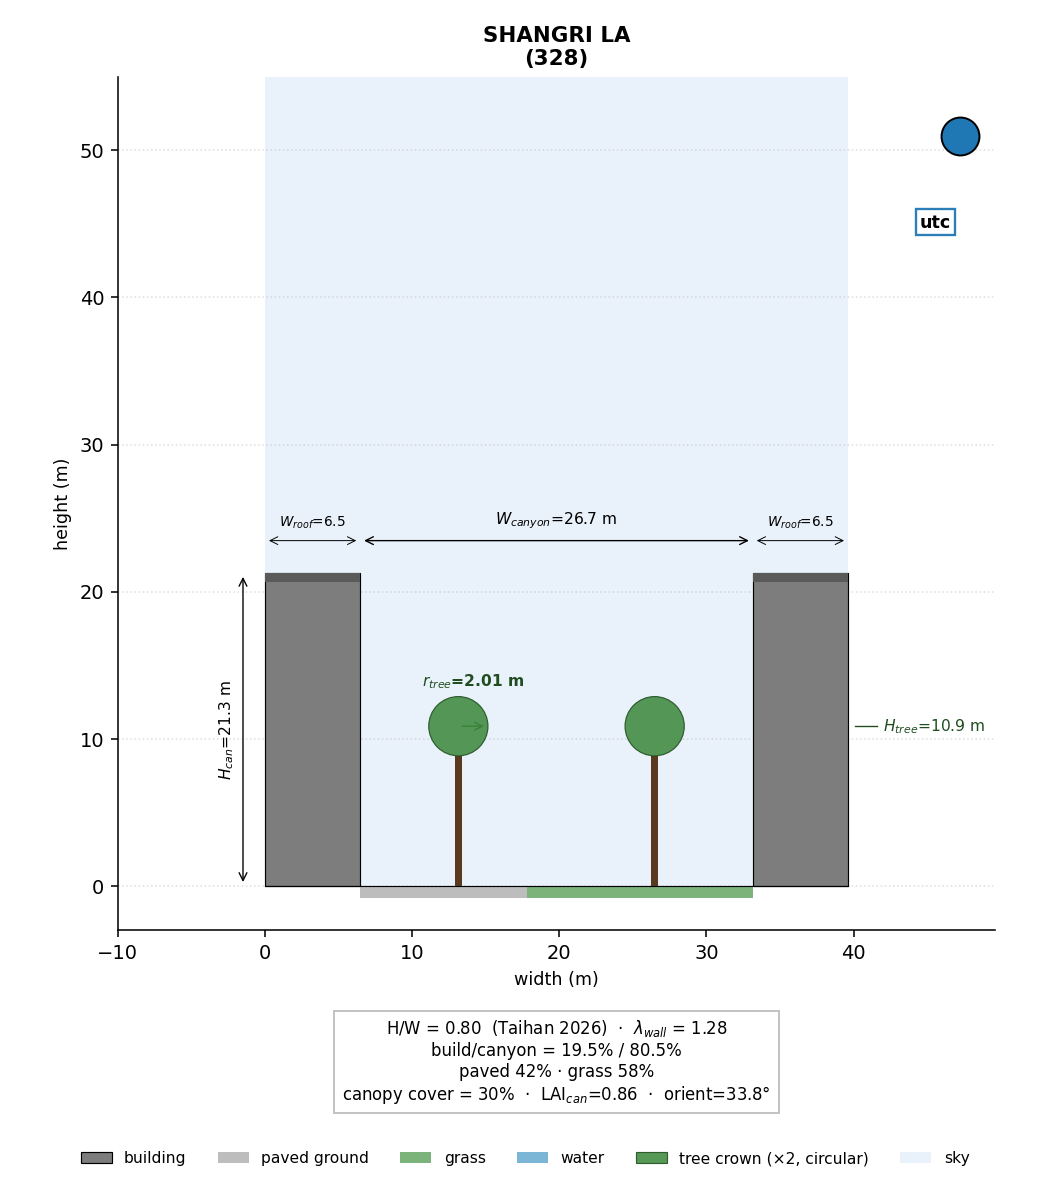 SHANGRI LA
(328)
50
40
30
20
10
0
height (m)
utc
W_roof=6.5
W_canyon=26.7 m
W_roof=6.5
H_can=21.3 m
r_tree=2.01 m
H_tree=10.9 m
−10
0
10
20
30
40
width (m)
H/W = 0.80 (Taihan 2026) · λ_wall = 1.28
build/canyon = 19.5% / 80.5%
paved 42% · grass 58%
canopy cover = 30% · LAI_can=0.86 · orient=33.8°
building
paved ground
grass
water
tree crown (×2, circular)
sky